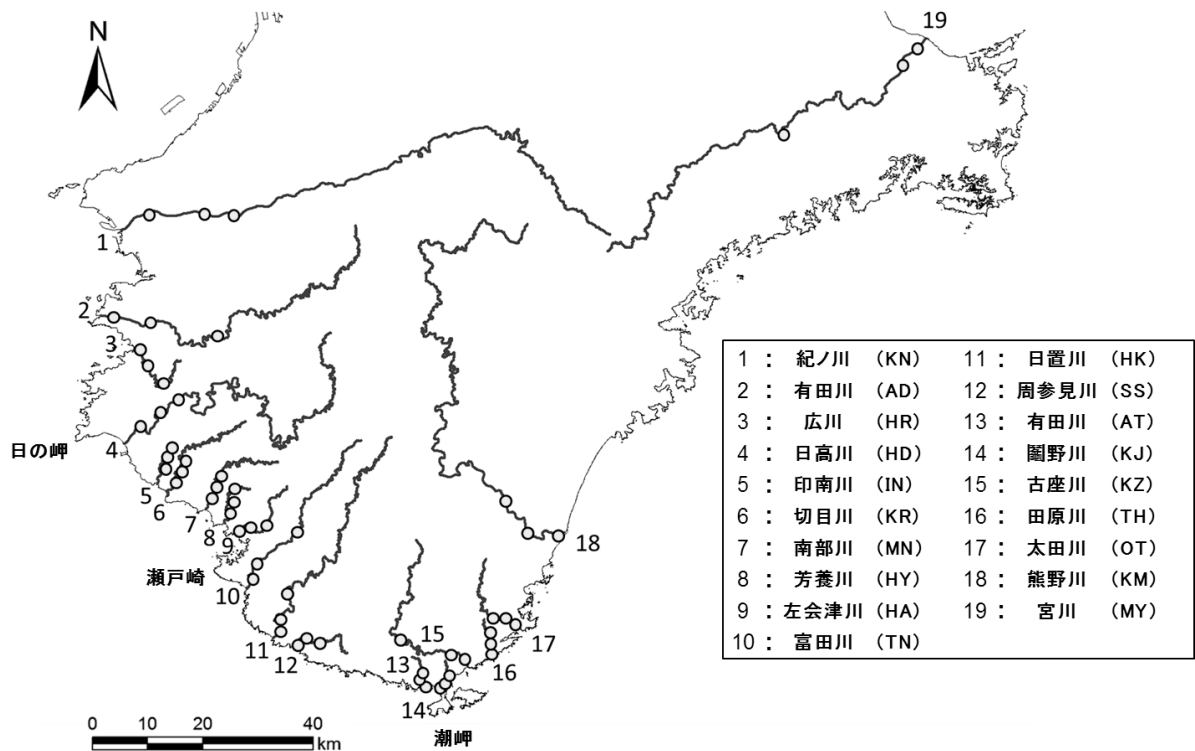 N
19
1
2
3
日の岬
4
5
6
7
8
9
瀬戸崎
10
11
12
13
14
15
16
17
18
潮岬
0 10 20 40
km
1 : 紀ノ川 (KN) 11 : 日置川 (HK)
2 : 有田川 (AD) 12 : 周参見川 (SS)
3 : 広川 (HR) 13 : 有田川 (AT)
4 : 日高川 (HD) 14 : 鬮野川 (KJ)
5 : 印南川 (IN) 15 : 古座川 (KZ)
6 : 切目川 (KR) 16 : 田原川 (TH)
7 : 南部川 (MN) 17 : 太田川 (OT)
8 : 芳養川 (HY) 18 : 熊野川 (KM)
9 : 左会津川 (HA) 19 : 宮川 (MY)
10 : 富田川 (TN)